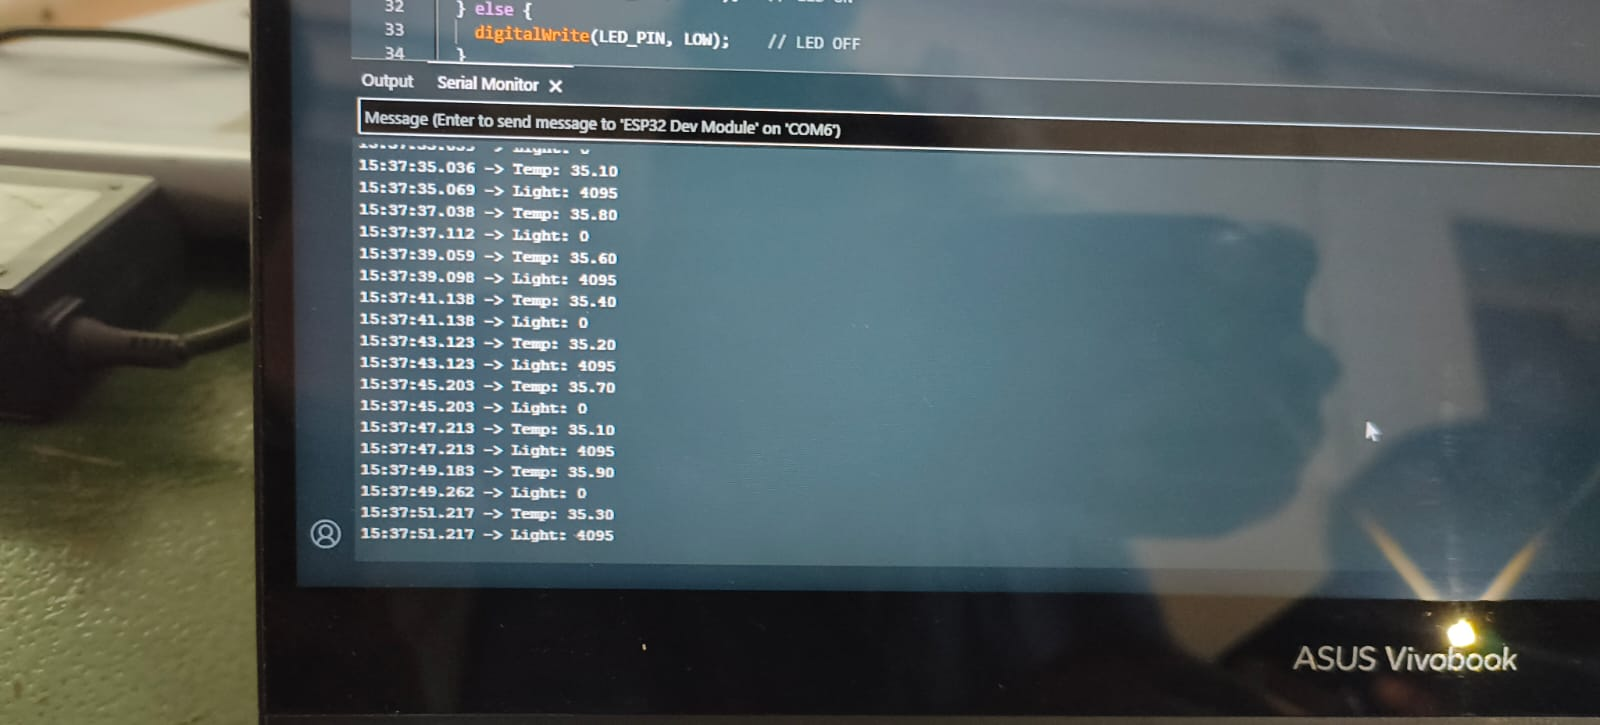 32 } else {
33 digitalWrite(LED_PIN, LOW); // LED OFF
34 }
Output Serial Monitor
Message (Enter to send message to 'ESP32 Dev Module' on 'COM6')
15:37:35.036 -> Temp: 35.10
15:37:35.069 -> Light: 4095
15:37:37.038 -> Temp: 35.80
15:37:37.112 -> Light: 0
15:37:39.059 -> Temp: 35.60
15:37:39.098 -> Light: 4095
15:37:41.138 -> Temp: 35.40
15:37:41.138 -> Light: 0
15:37:43.123 -> Temp: 35.20
15:37:43.123 -> Light: 4095
15:37:45.203 -> Temp: 35.70
15:37:45.203 -> Light: 0
15:37:47.213 -> Temp: 35.10
15:37:47.213 -> Light: 4095
15:37:49.183 -> Temp: 35.90
15:37:49.262 -> Light: 0
15:37:51.217 -> Temp: 35.30
15:37:51.217 -> Light: 4095
ASUS Vivobook